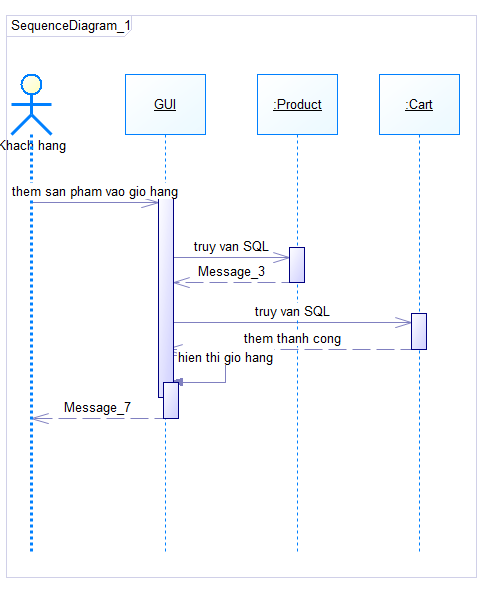 SequenceDiagram_1
GUI
:Product
:Cart
Khach hang
them san pham vao gio hang
truy van SQL
Message_3
truy van SQL
them thanh cong
hien thi gio hang
Message_7